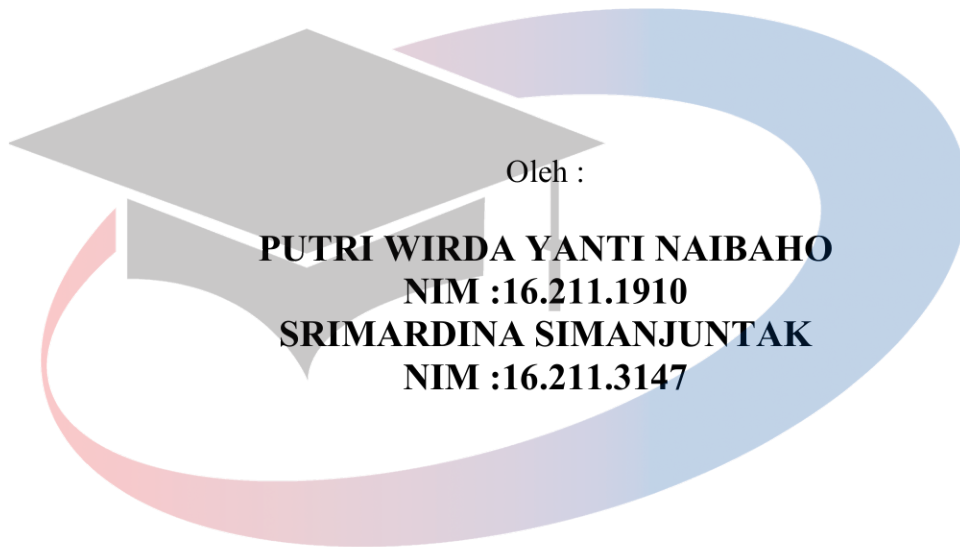 Oleh :
PUTRI WIRDA YANTI NAIBAHO
NIM :16.211.1910
SRIMARDINA SIMANJUNTAK
NIM :16.211.3147